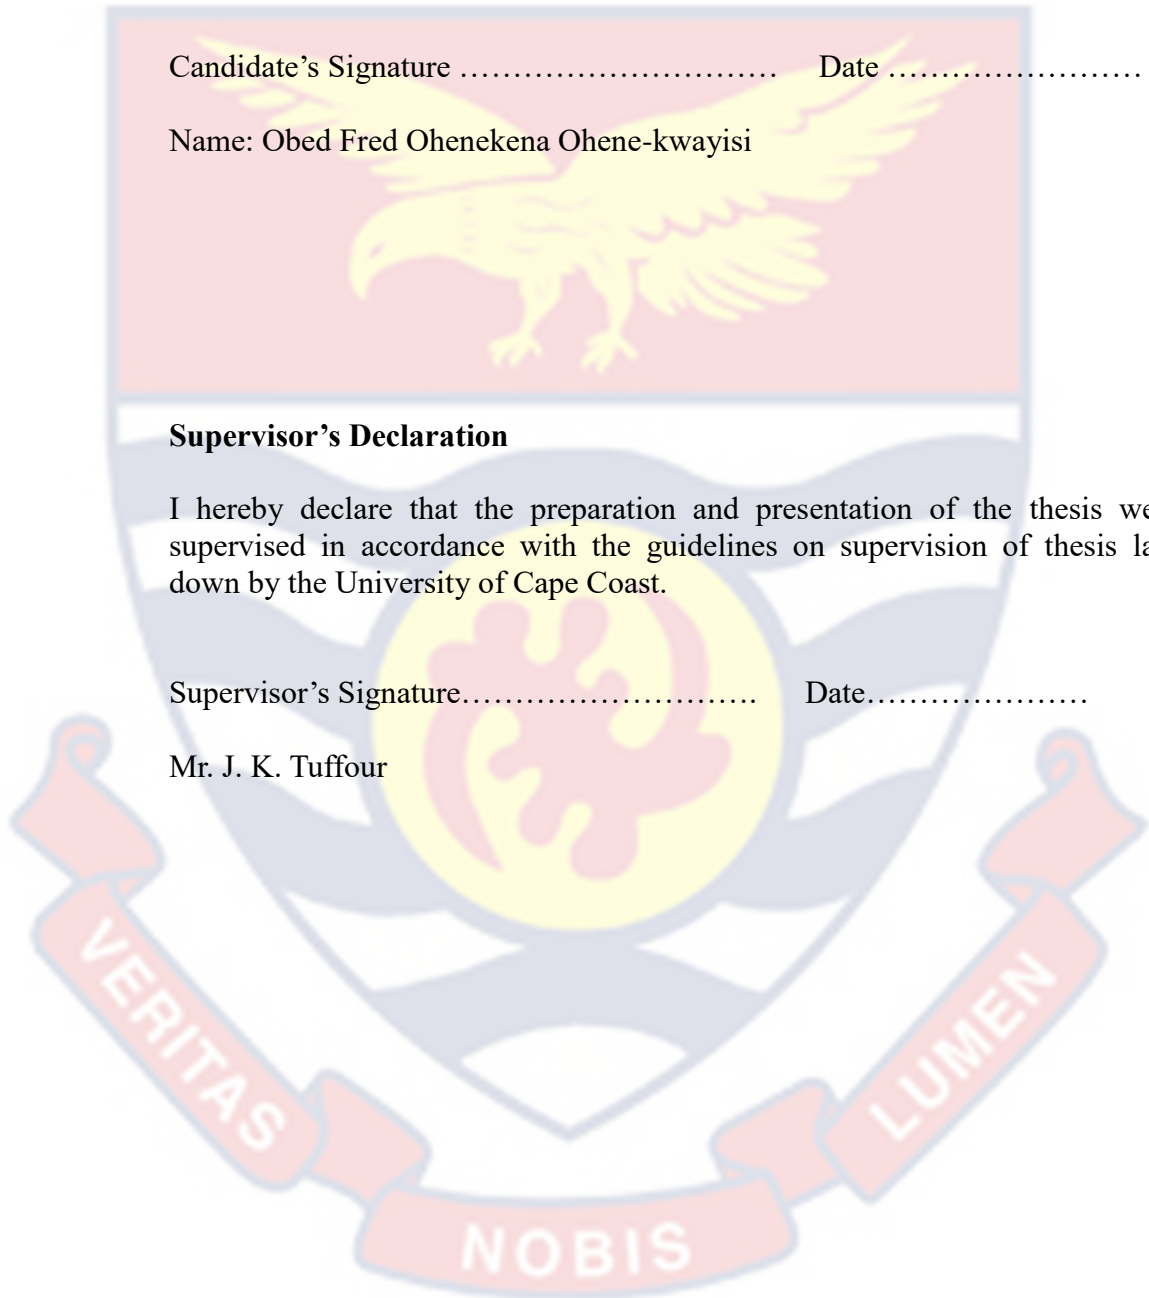 Candidate’s Signature ………………………… Date ……………………
Name: Obed Fred Ohenekena Ohene-kwayisi
Supervisor’s Declaration
I hereby declare that the preparation and presentation of the thesis we
supervised in accordance with the guidelines on supervision of thesis la
down by the University of Cape Coast.
Supervisor’s Signature………………………. Date…………………
Mr. J. K. Tuffour
VERITAS
NOBIS
LUMEN